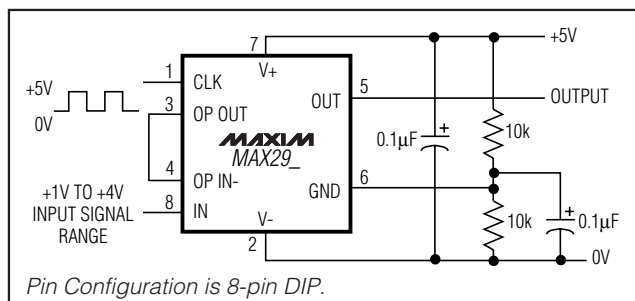 7
+5V
V+
1
CLK
+5V
0V
3
OP OUT
OUT
5
OUTPUT
MAXIM
MAX29_
0.1µF
+
10k
4
OP IN-
GND
6
+1V TO +4V
INPUT SIGNAL
RANGE
8
IN
+
10k
0.1µF
V-
2
0V
Pin Configuration is 8-pin DIP.